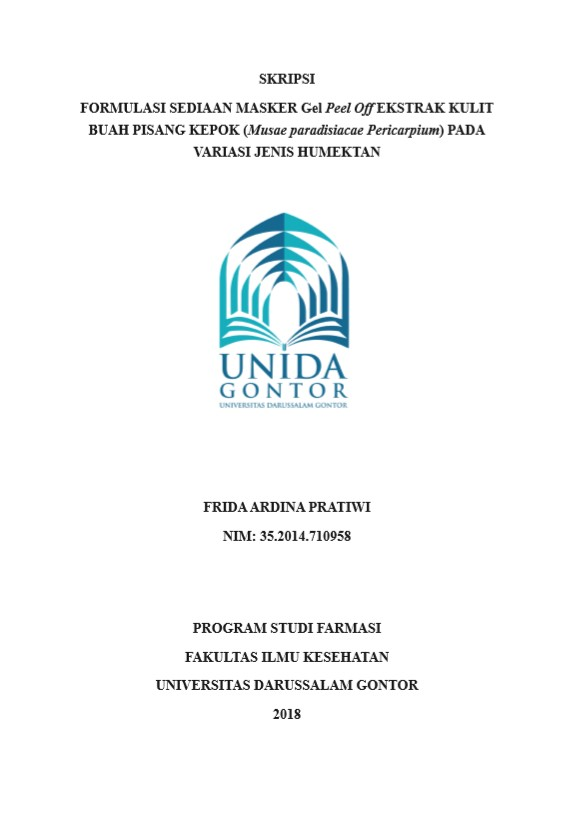 SKRIPSI
FORMULASI SEDIAAN MASKER Gel Peel Off EKSTRAK KULIT
BUAH PISANG KEPOK (Musae paradisiacae Pericarpium) PADA
VARIASI JENIS HUMEKTAN
UNIDA
GONTOR
UNIVERSITAS DARUSSALAM GONTOR
FRIDA ARDINA PRATIWI
NIM: 35.2014.710958
PROGRAM STUDI FARMASI
FAKULTAS ILMU KESEHATAN
UNIVERSITAS DARUSSALAM GONTOR
2018